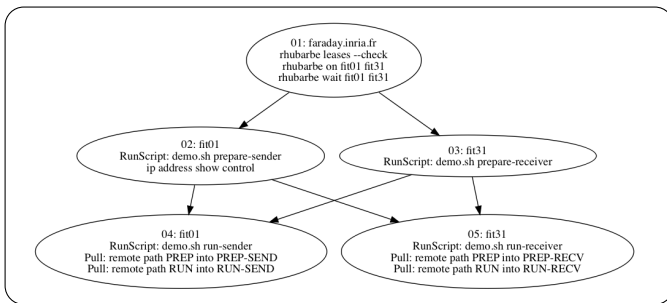 01: faraday.inria.fr
rhubarbe leases --check
rhubarbe on fit01 fit31
rhubarbe wait fit01 fit31
02: fit01
RunScript: demo.sh prepare-sender
ip address show control
03: fit31
RunScript: demo.sh prepare-receiver
04: fit01
RunScript: demo.sh run-sender
Pull: remote path PREP into PREP-SEND
Pull: remote path RUN into RUN-SEND
05: fit31
RunScript: demo.sh run-receiver
Pull: remote path PREP into PREP-RECV
Pull: remote path RUN into RUN-RECV